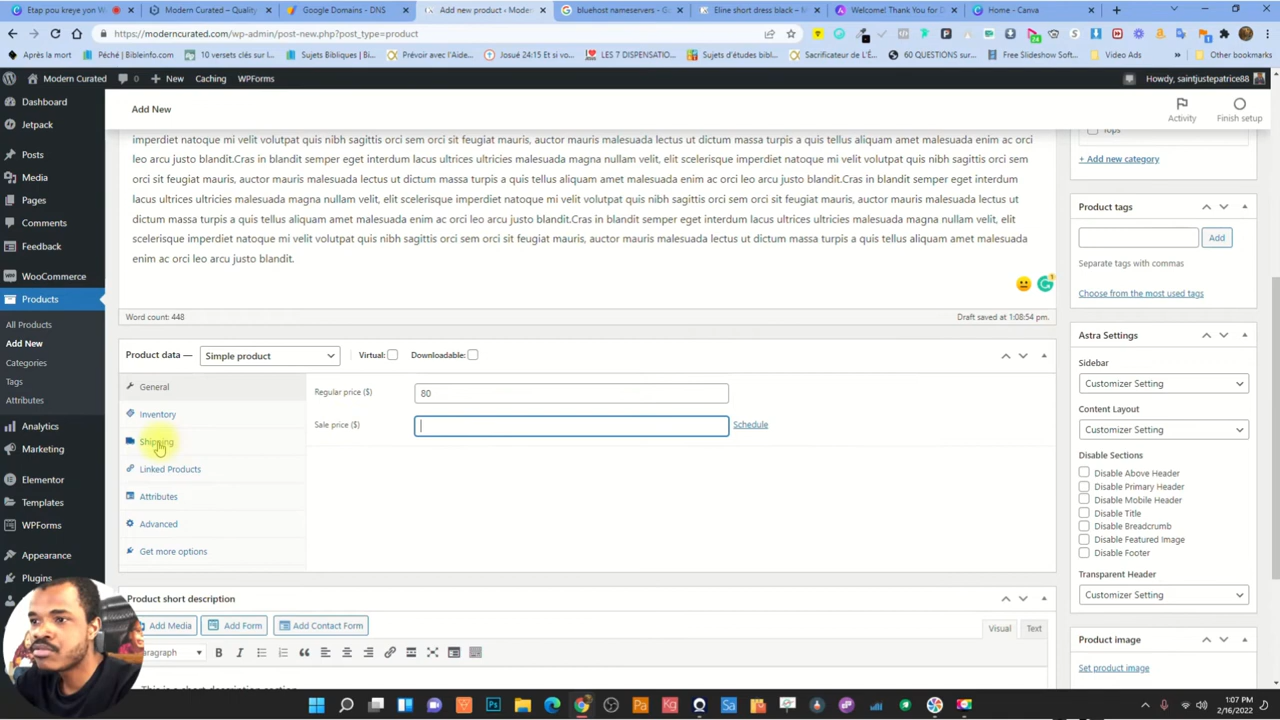 Etap pou kreye yon W
Modern Curated – Quality
Google Domains - DNS
Add new product ‹ Moder
bluehost nameservers - G
Eline short dress black – M
Welcome! Thank You for D
Home - Canva
https://moderncurated.com/wp-admin/post-new.php?post_type=product
Après la mort
Péché | Bibleinfo.com
10 versets clés sur l'...
Sujets Bibliques |...
Prévoir avec l'Aide...
Josué 24:15 Et si v...
LES 7 DISPENSATIO...
Sujets d'études bibl...
Sacrificateur de L'É...
60 QUESTIONS sur...
Free Slideshow Soft...
Video Ads
Other bookmarks
Modern Curated
0
New
Caching
WPForms
Howdy, saintjustepatrice88
Dashboard
Jetpack
Posts
Media
Pages
Comments
Feedback
WooCommerce
Products
All Products
Add New
Categories
Tags
Attributes
Analytics
Marketing
Elementor
Templates
WPForms
Appearance
Plugins
Add New
Activity
Finish setup
imperdiet natoque mi velit volutpat quis nibh sagittis orci sem orci sit feugiat mauris, auctor mauris malesuada lectus ut dictum massa turpis a quis tellus aliquam amet malesuada enim ac orci
leo arcu justo blandit.Cras in blandit semper eget interdum lacus ultrices ultricies malesuada magna nullam velit, elit scelerisque imperdiet natoque mi velit volutpat quis nibh sagittis orci sem
orci sit feugiat mauris, auctor mauris malesuada lectus ut dictum massa turpis a quis tellus aliquam amet malesuada enim ac orci leo arcu justo blandit.Cras in blandit semper eget interdum
lacus ultrices ultricies malesuada magna nullam velit, elit scelerisque imperdiet natoque mi velit volutpat quis nibh sagittis orci sem orci sit feugiat mauris, auctor mauris malesuada lectus ut
dictum massa turpis a quis tellus aliquam amet malesuada enim ac orci leo arcu justo blandit.Cras in blandit semper eget interdum lacus ultrices ultricies malesuada magna nullam velit, elit
scelerisque imperdiet natoque mi velit volutpat quis nibh sagittis orci sem orci sit feugiat mauris, auctor mauris malesuada lectus ut dictum massa turpis a quis tellus aliquam amet malesuada
enim ac orci leo arcu justo blandit.
Word count: 448
Draft saved at 1:08:54 pm.
Product data —
Simple product
Virtual:
Downloadable:
General
Inventory
Shipping
Linked Products
Attributes
Advanced
Get more options
Regular price ($)
80
Sale price ($)
Schedule
Product short description
Add Media
Add Form
Add Contact Form
Visual
Text
aragraph
B I
This is a short description section
Tops
+ Add new category
Product tags
Add
Separate tags with commas
Choose from the most used tags
Astra Settings
Sidebar
Customizer Setting
Content Layout
Customizer Setting
Disable Sections
Disable Above Header
Disable Primary Header
Disable Mobile Header
Disable Title
Disable Breadcrumb
Disable Featured Image
Disable Footer
Transparent Header
Customizer Setting
Product image
Set product image
1:07 PM
2/16/2022